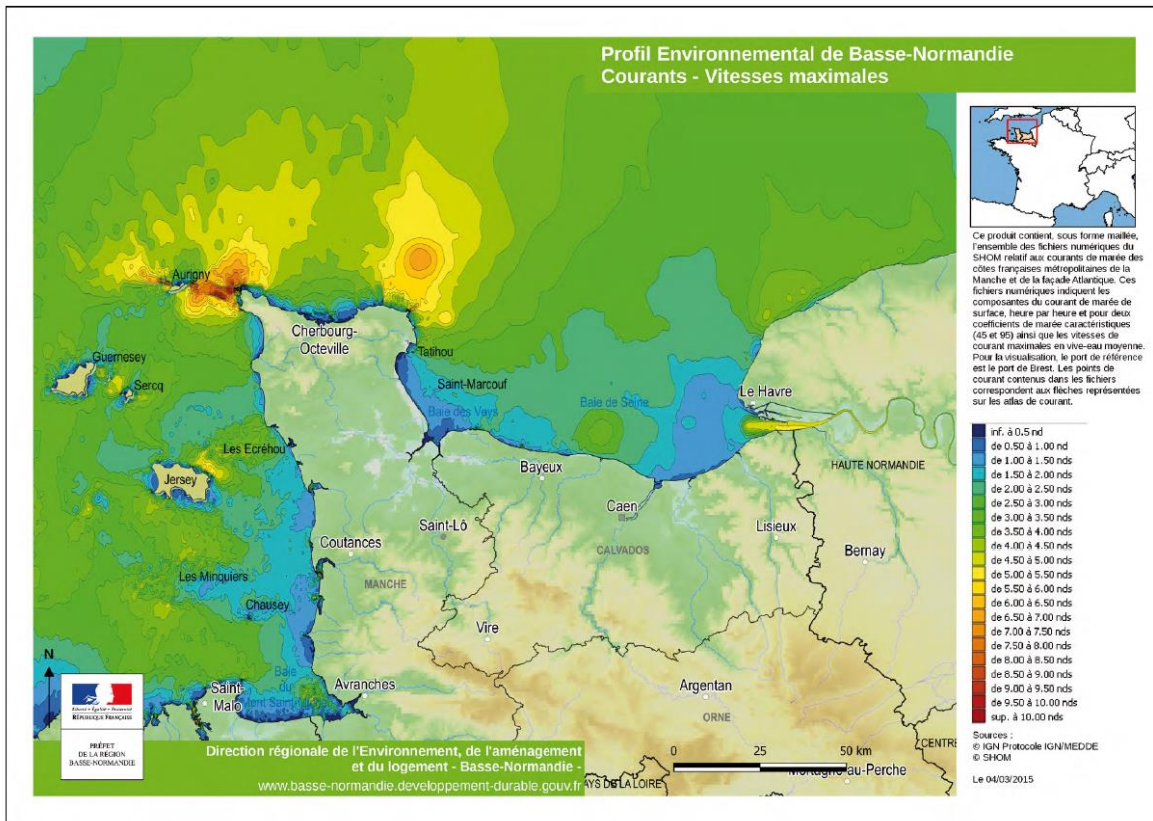 Profil Environnemental de Basse-Normandie
Courants - Vitesses maximales
Aurigny
Cherbourg-
Octeville
Guernesey
Sercq
Tatihou
Saint-Marcouf
Baie des Veys
Baie de Seine
Le Havre
HAUTE NORMANDIE
Les Ecréhou
Jersey
Bayeux
Caen
Saint-Lô
Lisieux
Coutances
CALVADOS
Bernay
Les Minquiers
MANCHE
Chausey
Vire
N
Baie
du
Mont Saint-
Saint-
Malo
Avranches
Argentan
ORNE
Liberté • Égalité • Fraternité
RÉPUBLIQUE FRANÇAISE
PRÉFET
DE LA RÉGION
BASSE-NORMANDIE
0 25 50 km
CENTRE
Mortagne-au-Perche
PAYS DE LA LOIRE
Direction régionale de l'Environnement, de l'aménagement
et du logement - Basse-Normandie -
www.basse-normandie.developpement-durable.gouv.fr
Ce produit contient, sous forme maillée,
l'ensemble des fichiers numériques du
SHOM relatif aux courants de marée des
côtes françaises métropolitaines de la
Manche et de la façade Atlantique. Ces
fichiers numériques indiquent les
composantes du courant de marée de
surface, heure par heure et pour deux
coefficients de marée caractéristiques
(45 et 95) ainsi que les vitesses de
courant maximales en vive-eau moyenne.
Pour la visualisation, le port de référence
est le port de Brest. Les points de
courant contenus dans les fichiers
correspondent aux flèches représentées
sur les atlas de courant.
inf. à 0.5 nd
de 0.50 à 1.00 nd
de 1.00 à 1.50 nds
de 1.50 à 2.00 nds
de 2.00 à 2.50 nds
de 2.50 à 3.00 nds
de 3.00 à 3.50 nds
de 3.50 à 4.00 nds
de 4.00 à 4.50 nds
de 4.50 à 5.00 nds
de 5.00 à 5.50 nds
de 5.50 à 6.00 nds
de 6.00 à 6.50 nds
de 6.50 à 7.00 nds
de 7.00 à 7.50 nds
de 7.50 à 8.00 nds
de 8.00 à 8.50 nds
de 8.50 à 9.00 nds
de 9.00 à 9.50 nds
de 9.50 à 10.00 nds
sup. à 10.00 nds
Sources :
© IGN Protocole IGN/MEDDE
© SHOM
Le 04/03/2015